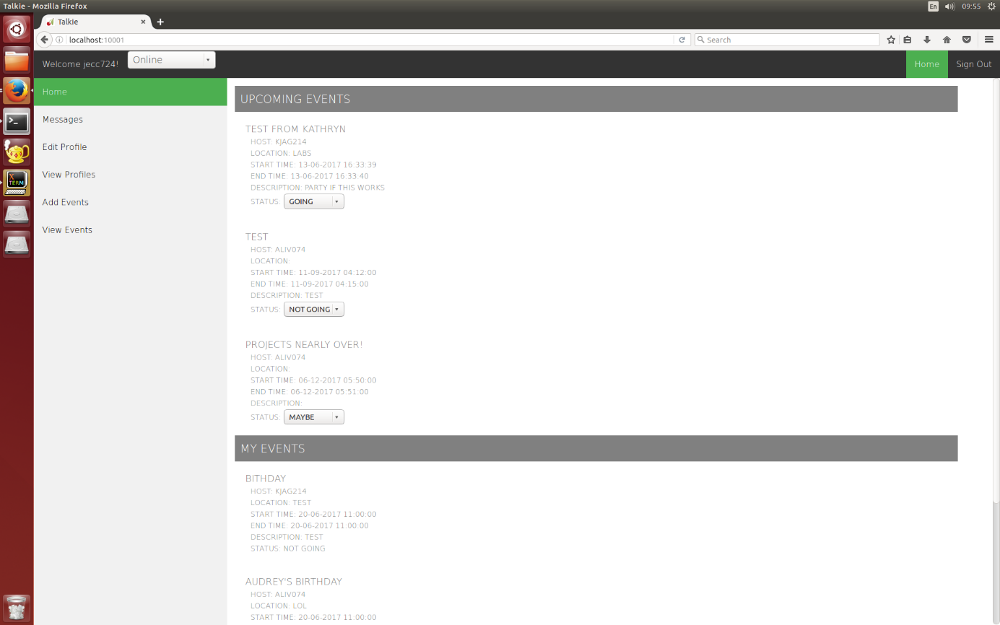 Talkie - Mozilla Firefox
En
09:55
Talkie
localhost:10001
Search
Welcome jecc724!
Online
Home
Sign Out
Home
Messages
Edit Profile
View Profiles
Add Events
View Events
UPCOMING EVENTS
TEST FROM KATHRYN
HOST: KJAG214
LOCATION: LABS
START TIME: 13-06-2017 16:33:39
END TIME: 13-06-2017 16:33:40
DESCRIPTION: PARTY IF THIS WORKS
STATUS: GOING
TEST
HOST: ALIV074
LOCATION:
START TIME: 11-09-2017 04:12:00
END TIME: 11-09-2017 04:15:00
DESCRIPTION: TEST
STATUS: NOT GOING
PROJECTS NEARLY OVER!
HOST: ALIV074
LOCATION:
START TIME: 06-12-2017 05:50:00
END TIME: 06-12-2017 05:51:00
DESCRIPTION:
STATUS: MAYBE
MY EVENTS
BITHDAY
HOST: KJAG214
LOCATION: TEST
START TIME: 20-06-2017 11:00:00
END TIME: 20-06-2017 11:00:00
DESCRIPTION: TEST
STATUS: NOT GOING
AUDREY'S BIRTHDAY
HOST: ALIV074
LOCATION: LOL
START TIME: 20-06-2017 11:00:00
X
TERM